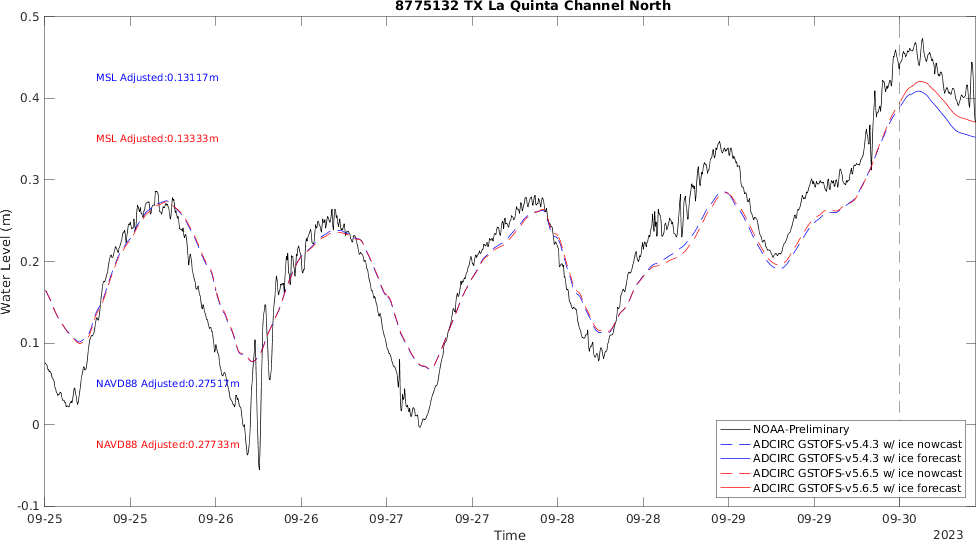 8775132 TX La Quinta Channel North
0.5
0.4
0.3
0.2
0.1
0
-0.1
Water Level (m)
MSL Adjusted:0.13117m
MSL Adjusted:0.13333m
NAVD88 Adjusted:0.27517m
NAVD88 Adjusted:0.27733m
NOAA-Preliminary
ADCIRC GSTOFS-v5.4.3 w/ ice nowcast
ADCIRC GSTOFS-v5.4.3 w/ ice forecast
ADCIRC GSTOFS-v5.6.5 w/ ice nowcast
ADCIRC GSTOFS-v5.6.5 w/ ice forecast
09-25 09-25 09-26 09-26 09-27 09-27 09-28 09-28 09-29 09-29 09-30
Time
2023